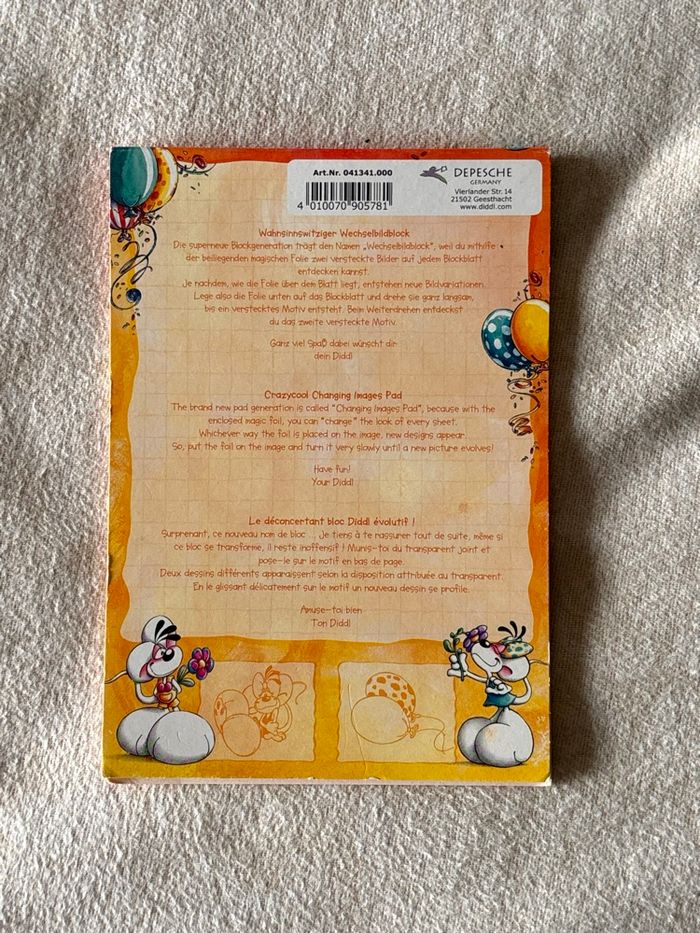 Art.Nr. 041341.000
4 010070 905781
DEPESCHE
GERMANY
Vierlander Str. 14
21502 Geesthacht
www.diddl.com
Wahnsinnswitziger Wechselbildblock
Die superneue Blockgeneration trägt den Namen „Wechselbildblock", weil du mithilfe
der beiliegenden magischen Folie zwei versteckte Bilder auf jedem Blockblatt
entdecken kannst.
Je nachdem, wie die Folie über dem Blatt liegt, entstehen neue Bildvariationen.
Lege also die Folie unten auf das Blockblatt und drehe sie ganz langsam,
bis ein verstecktes Motiv entsteht. Beim Weiterdrehen entdeckst
du das zweite versteckte Motiv.
Ganz viel Spaß dabei wünscht dir
dein Diddl
Crazycool Changing Images Pad
The brand new pad generation is called "Changing Images Pad", because with the
enclosed magic foil, you can "change" the look of every sheet.
Whichever way the foil is placed on the image, new designs appear.
So, put the foil on the image and turn it very slowly until a new picture evolves!
Have fun!
Your Diddl
Le déconcertant bloc Diddl évolutif !
Surprenant, ce nouveau nom de bloc ..., Je tiens à te rassurer tout de suite, même si
ce bloc se transforme, il reste inoffensif ! Munis-toi du transparent joint et
pose-le sur le motif en bas de page.
Deux dessins différents apparaissent selon la disposition attribuée au transparent.
En le glissant délicatement sur le motif un nouveau dessin se profile.
Amuse-toi bien
Ton Diddl